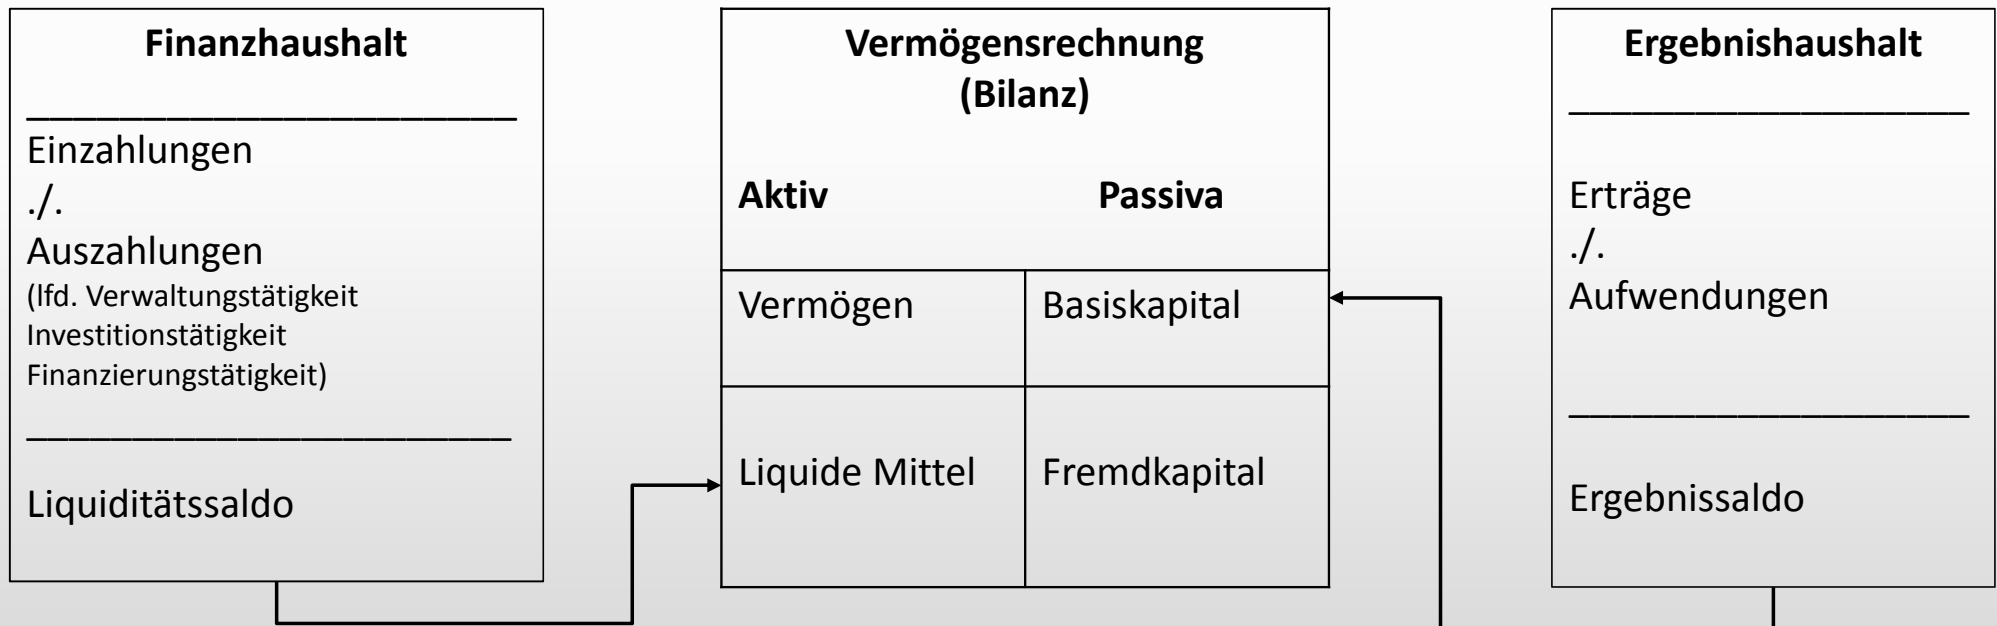 Finanzhaushalt
Einzahlungen
./.
Auszahlungen
(lfd. Verwaltungstätigkeit
Investitionstätigkeit
Finanzierungstätigkeit)
Liquiditätssaldo
Vermögensrechnung
(Bilanz)
Aktiv Passiva
Vermögen Basiskapital
Liquide Mittel Fremdkapital
Ergebnishaushalt
Erträge
./.
Aufwendungen
Ergebnissaldo